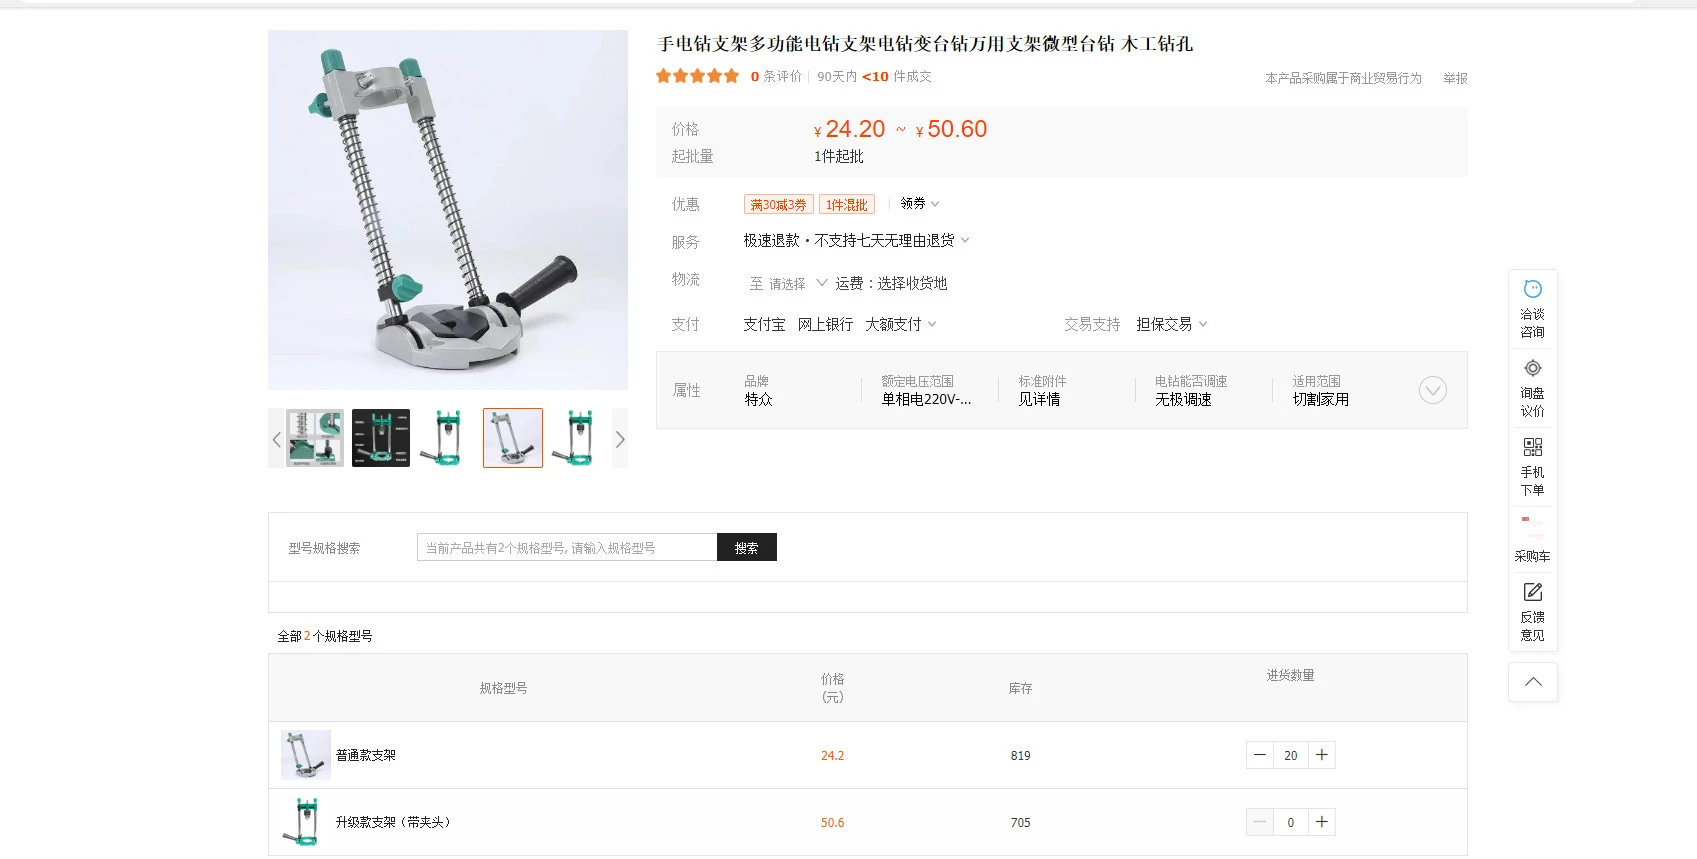 手电钻支架多功能电钻支架电钻变台钻万用支架微型台钻 木工钻孔
0 条评价 90天内 <10 件成交
本产品采购属于商业贸易行为 举报
价格 ¥24.20 ~ ¥50.60
起批量 1件起批
优惠 满30减3券 1件混批 领券
服务 极速退款·不支持七天无理由退货
物流 至 请选择 运费：选择收货地
支付 支付宝 网上银行 大额支付 交易支持 担保交易
属性
品牌 额定电压范围 标准附件 电钻能否调速 适用范围
特众 单相电220V-... 见详情 无极调速 切割家用
型号规格搜索 当前产品共有2个规格型号, 请输入规格型号 搜索
全部2个规格型号
规格型号 价格 库存 进货数量
(元)
普通款支架 24.2 819 20
升级款支架（带夹头） 50.6 705 0
洽谈
咨询
询盘
议价
手机
下单
采购车
反馈
意见